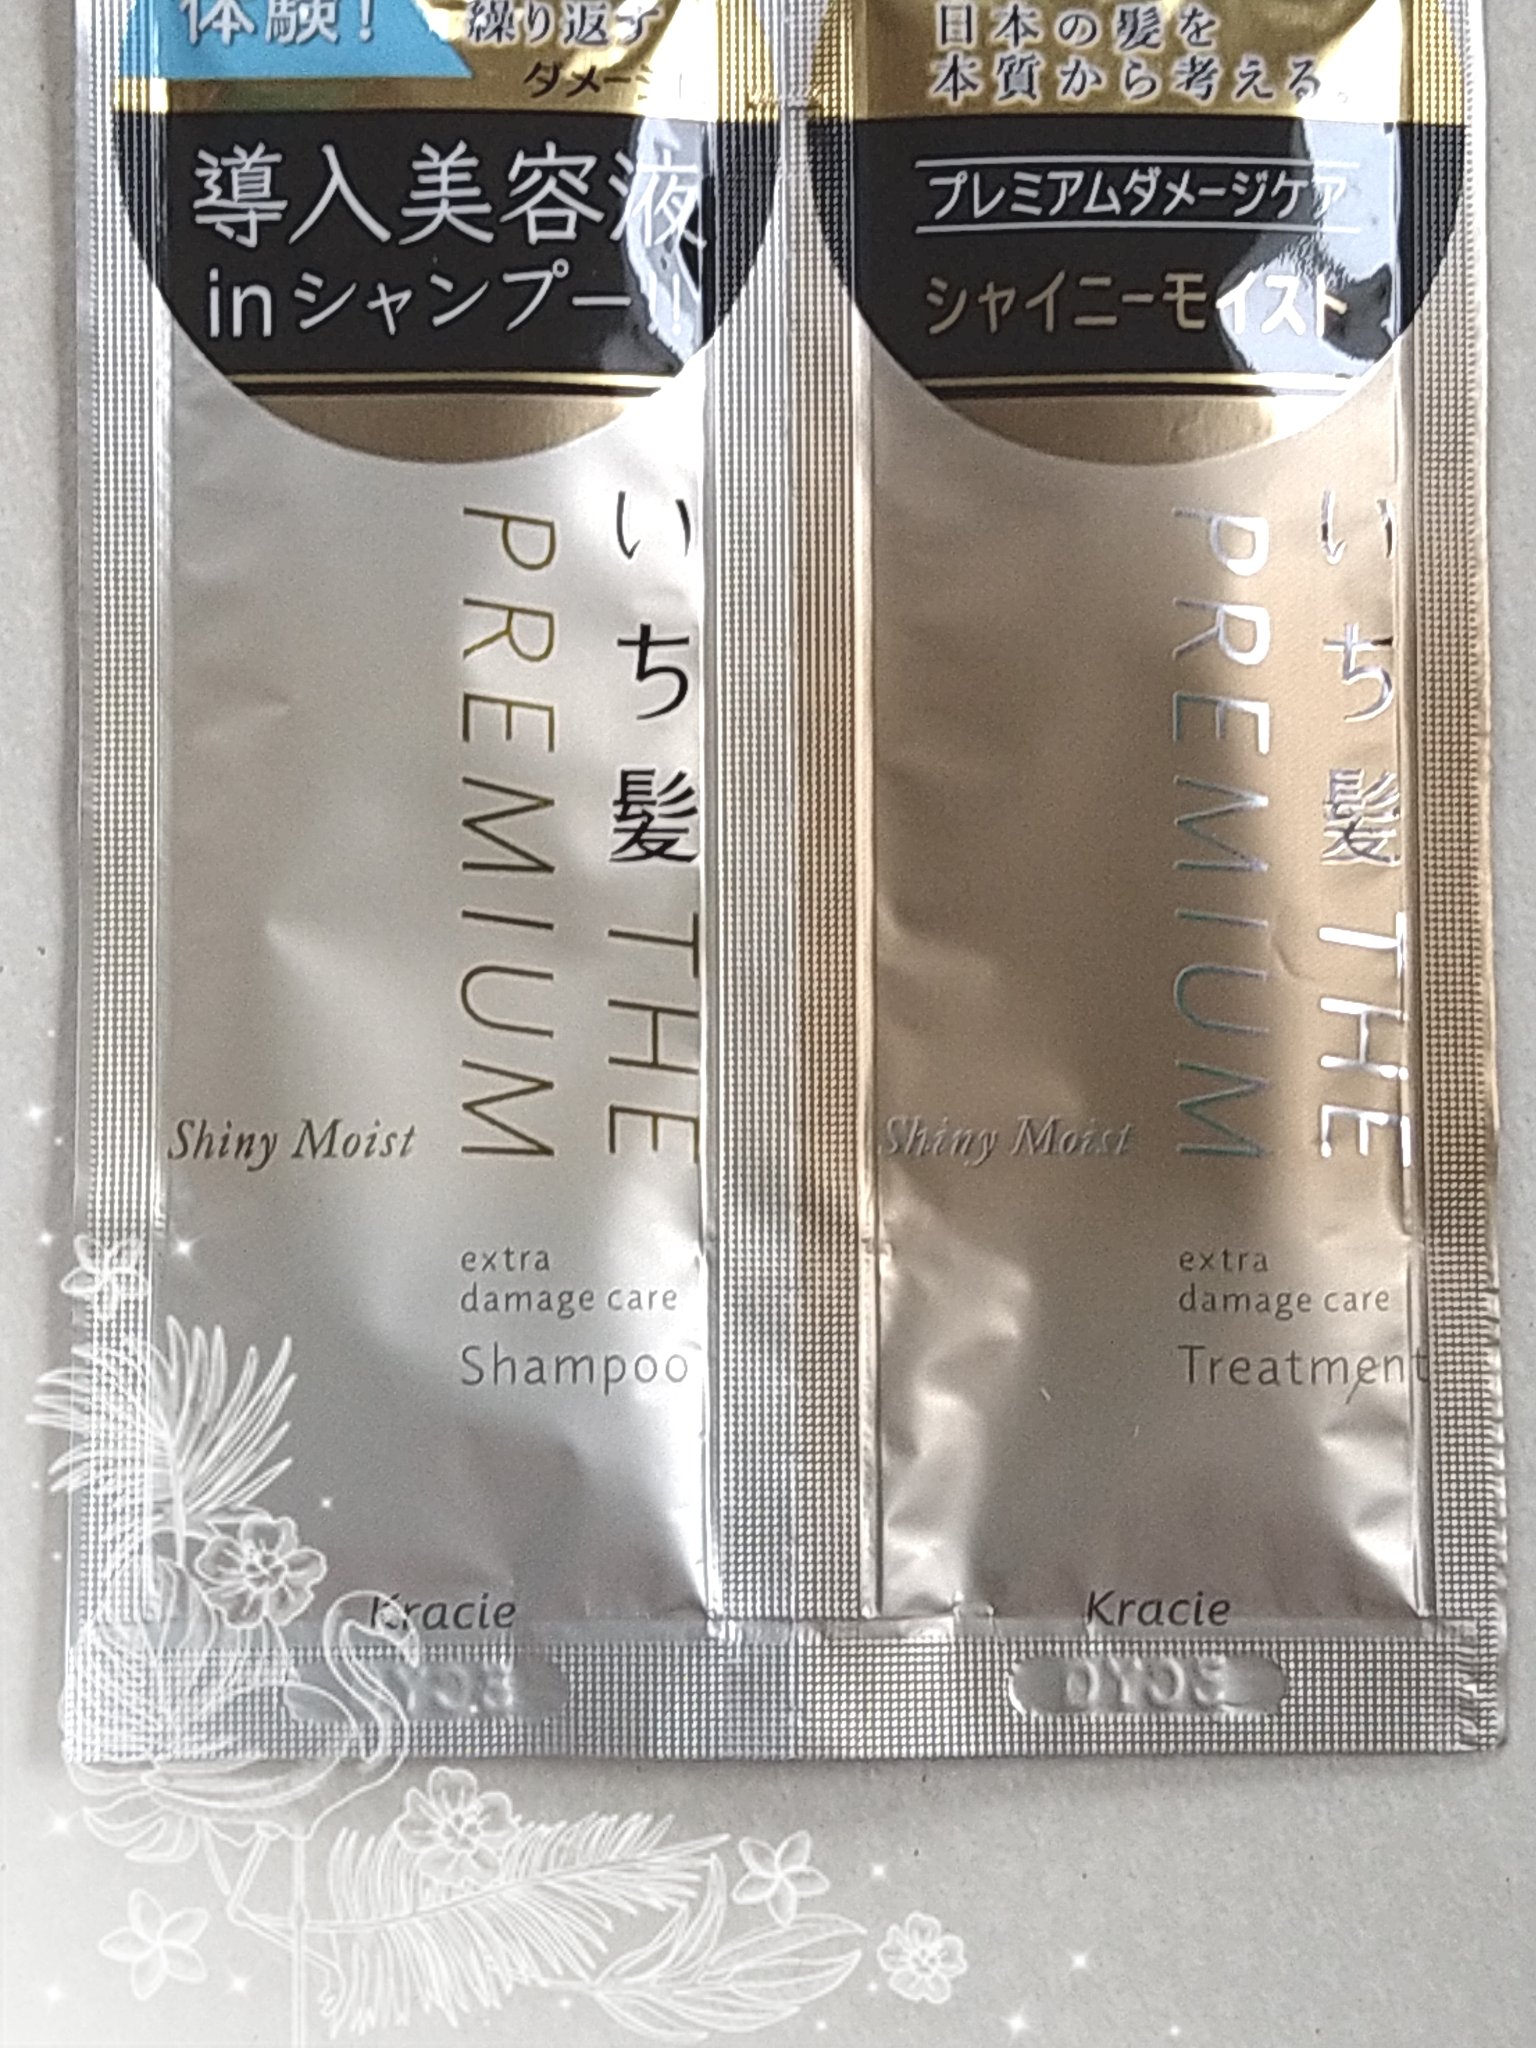 体験!
繰り返す
ダメージ
導入美容液
inシャンプー!!
いち髪 THE
PREMIUM
Shiny Moist
extra
damage care
Shampoo
Kracie
日本の髪を
本質から考える。
プレミアムダメージケア
シャイニーモイスト
いち髪 THE
PREMIUM
Shiny Moist
extra
damage care
Treatment
Kracie